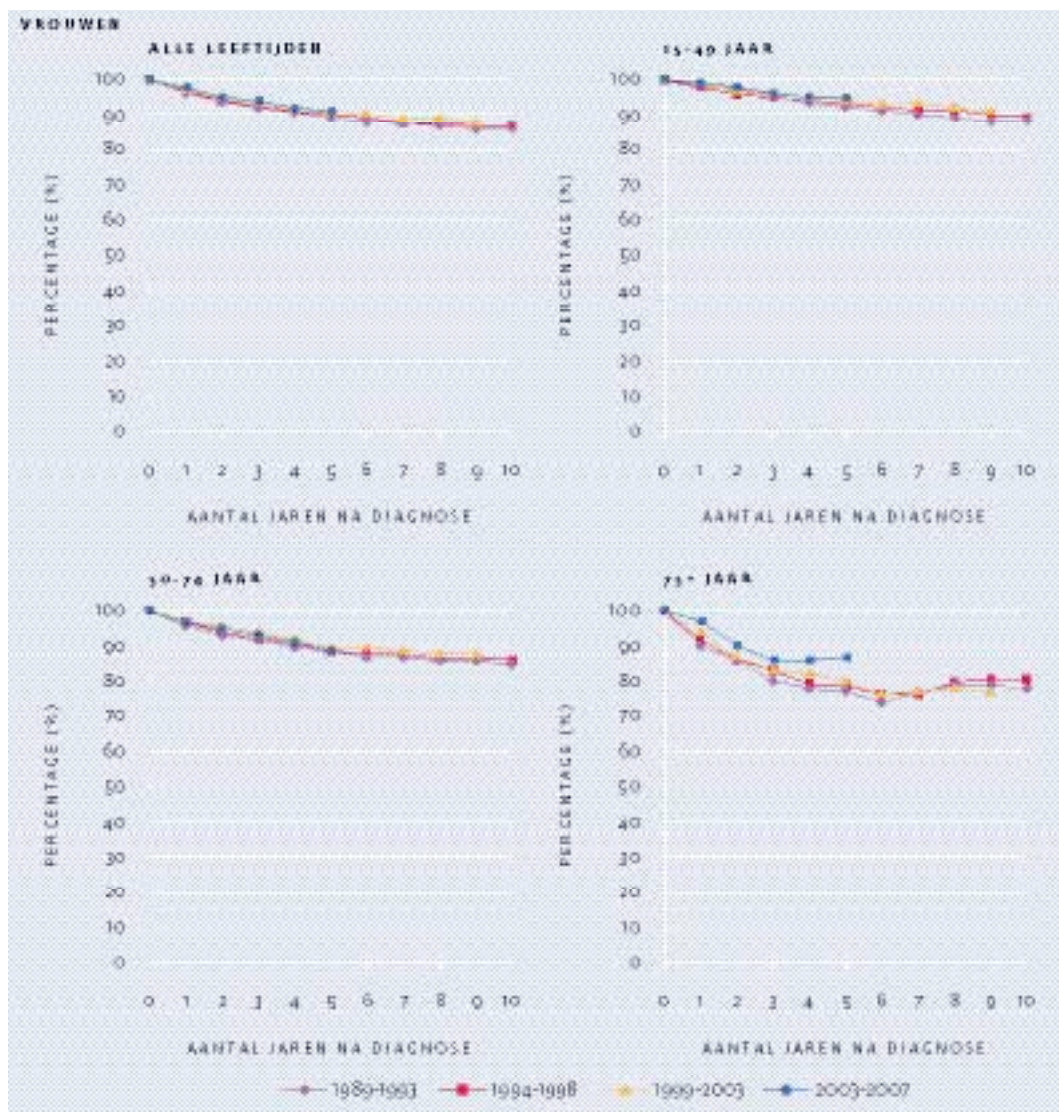 VROUWEN
ALLE LEEFTIJDEN
100
90
80
70
60
50
40
30
20
10
0
PERCENTAGE (%)
0 1 2 3 4 5 6 7 8 9 10
AANTAL JAREN NA DIAGNOSE
15-49 JAAR
100
90
80
70
60
50
40
30
20
10
0
PERCENTAGE (%)
0 1 2 3 4 5 6 7 8 9 10
AANTAL JAREN NA DIAGNOSE
50-74 JAAR
100
90
80
70
60
50
40
30
20
10
0
PERCENTAGE (%)
0 1 2 3 4 5 6 7 8 9 10
AANTAL JAREN NA DIAGNOSE
75+ JAAR
100
90
80
70
60
50
40
30
20
10
0
PERCENTAGE (%)
0 1 2 3 4 5 6 7 8 9 10
AANTAL JAREN NA DIAGNOSE
1989-1993 1994-1998 1999-2003 2003-2007